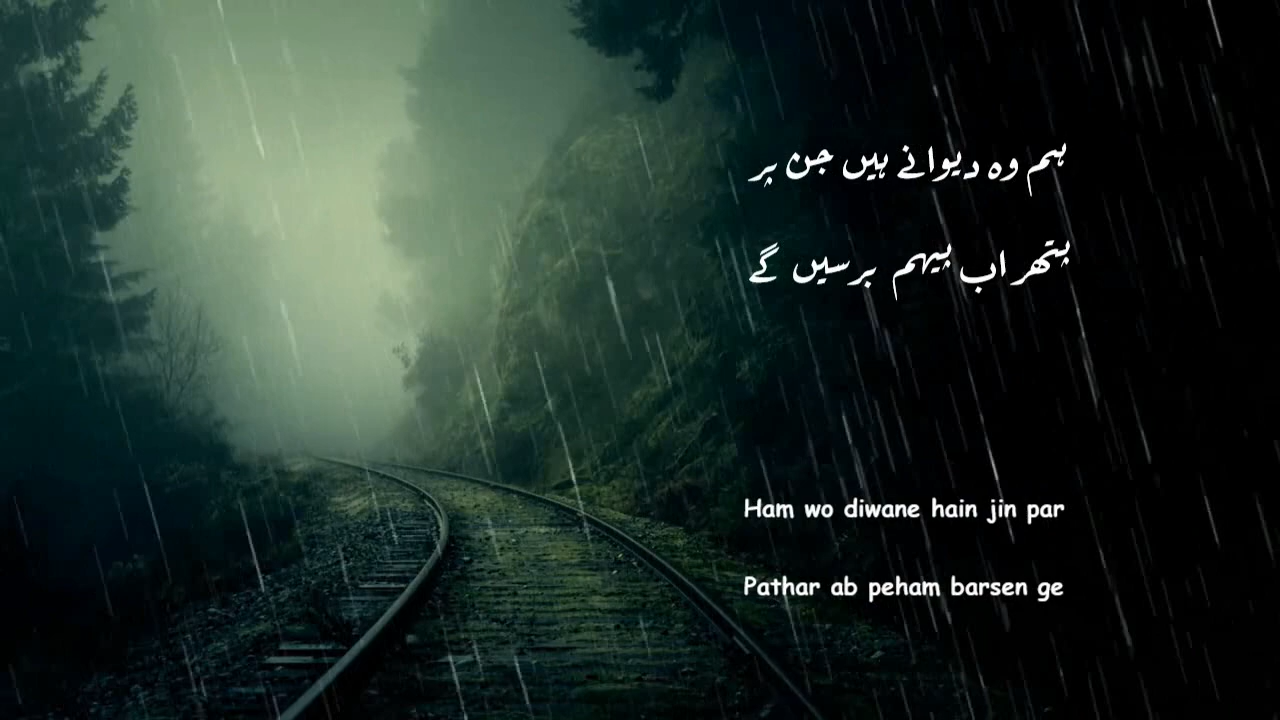 ہم وہ دیوانے ہیں جن پر
پتھر اب پیہم برسیں گے
Ham wo diwane hain jin par
Pathar ab peham barsen ge